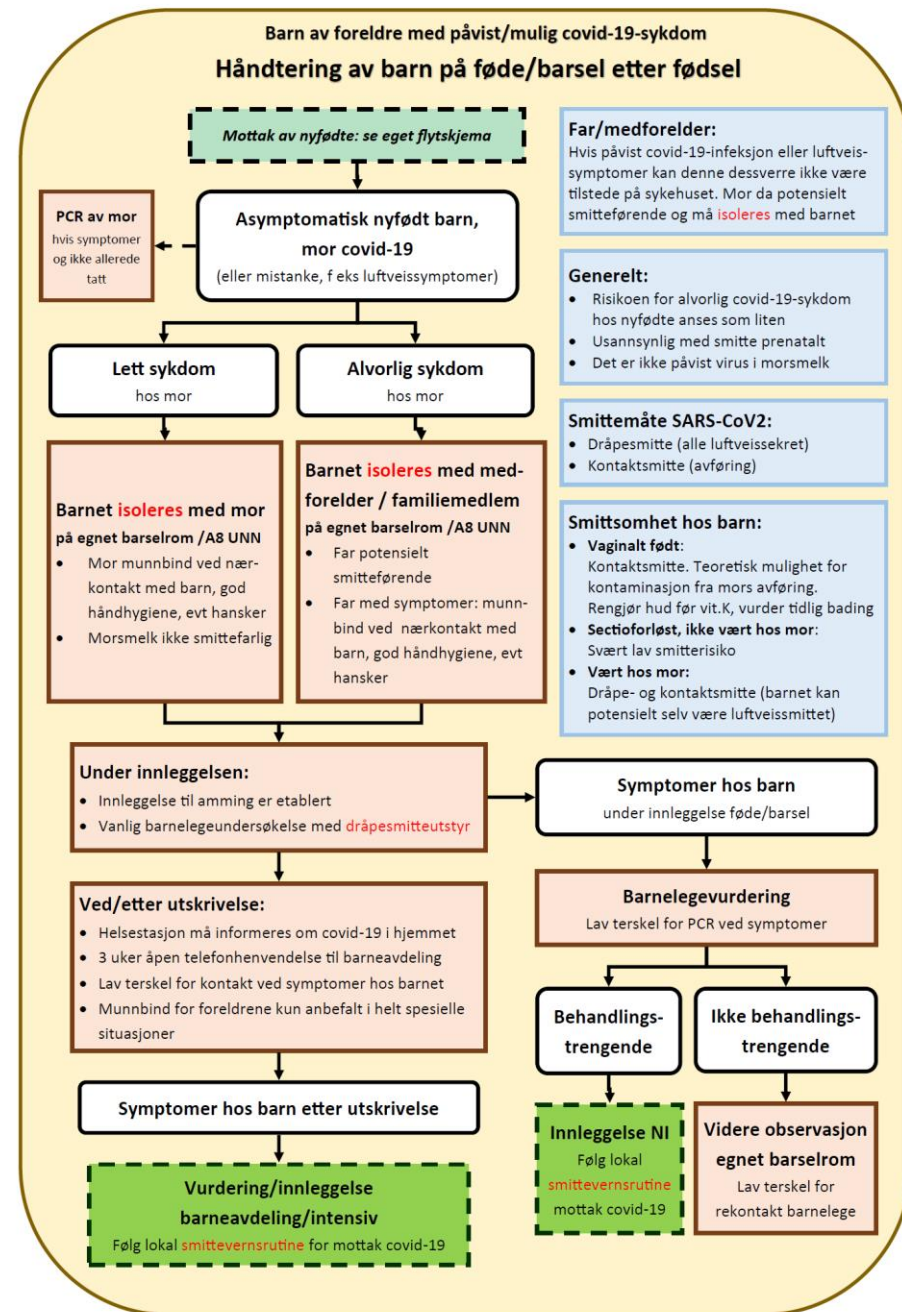 Barn av foreldre med påvist/mulig covid-19-sykdom
Håndtering av barn på føde/barsel etter fødsel
Mottak av nyfødte: se eget flytskjema
PCR av mor
hvis symptomer
og ikke allerede
tatt
Asymptomatisk nyfødt barn,
mor covid-19
(eller mistanke, f eks luftveissymptomer)
Lett sykdom
hos mor
Alvorlig sykdom
hos mor
Barnet isoleres med mor
på egnet barselrom /A8 UNN
• Mor munnbind ved nær-
kontakt med barn, god
håndhygiene, evt hansker
• Morsmelk ikke smittefarlig
Barnet isoleres med med-
forelder / familiemedlem
på egnet barselrom /A8 UNN
• Far potensielt
smitteførende
• Far med symptomer: munn-
bind ved nærkontakt med
barn, god håndhygiene, evt
hansker
Far/medforelder:
Hvis påvist covid-19-infeksjon eller luftveis-
symptomer kan denne dessverre ikke være
tilstede på sykehuset. Mor da potensielt
smitteførende og må isoleres med barnet
Generelt:
• Risikoen for alvorlig covid-19-sykdom
hos nyfødte anses som liten
• Usannsynlig med smitte prenatalt
• Det er ikke påvist virus i morsmelk
Smittemåte SARS-CoV2:
• Dråpesmitte (alle luftveissekret)
• Kontaktsmitte (avføring)
Smittsomhet hos barn:
• Vaginalt født:
Kontaktsmitte. Teoretisk mulighet for
kontaminasjon fra mors avføring.
Rengjør hud før vit.K, vurder tidlig bading
• Sectioforløst, ikke vært hos mor:
Svært lav smitterisiko
• Vært hos mor:
Dråpe- og kontaktsmitte (barnet kan
potensielt selv være luftveissmittet)
Under innleggelsen:
• Innleggelse til amming er etablert
• Vanlig barnelegeundersøkelse med dråpesmitteutstyr
Ved/etter utskrivelse:
• Helsestasjon må informeres om covid-19 i hjemmet
• 3 uker åpen telefonhenvendelse til barneavdeling
• Lav terskel for kontakt ved symptomer hos barnet
• Munnbind for foreldrene kun anbefalt i helt spesielle
situasjoner
Symptomer hos barn etter utskrivelse
Vurdering/innleggelse
barneavdeling/intensiv
Følg lokal smittevernsrutine for mottak covid-19
Symptomer hos barn
under innleggelse føde/barsel
Barnelegevurdering
Lav terskel for PCR ved symptomer
Behandlings-
trengende
Ikke behandlings-
trengende
Innleggelse NI
Følg lokal
smittevernsrutine
mottak covid-19
Videre observasjon
egnet barselrom
Lav terskel for
rekontakt barnelege